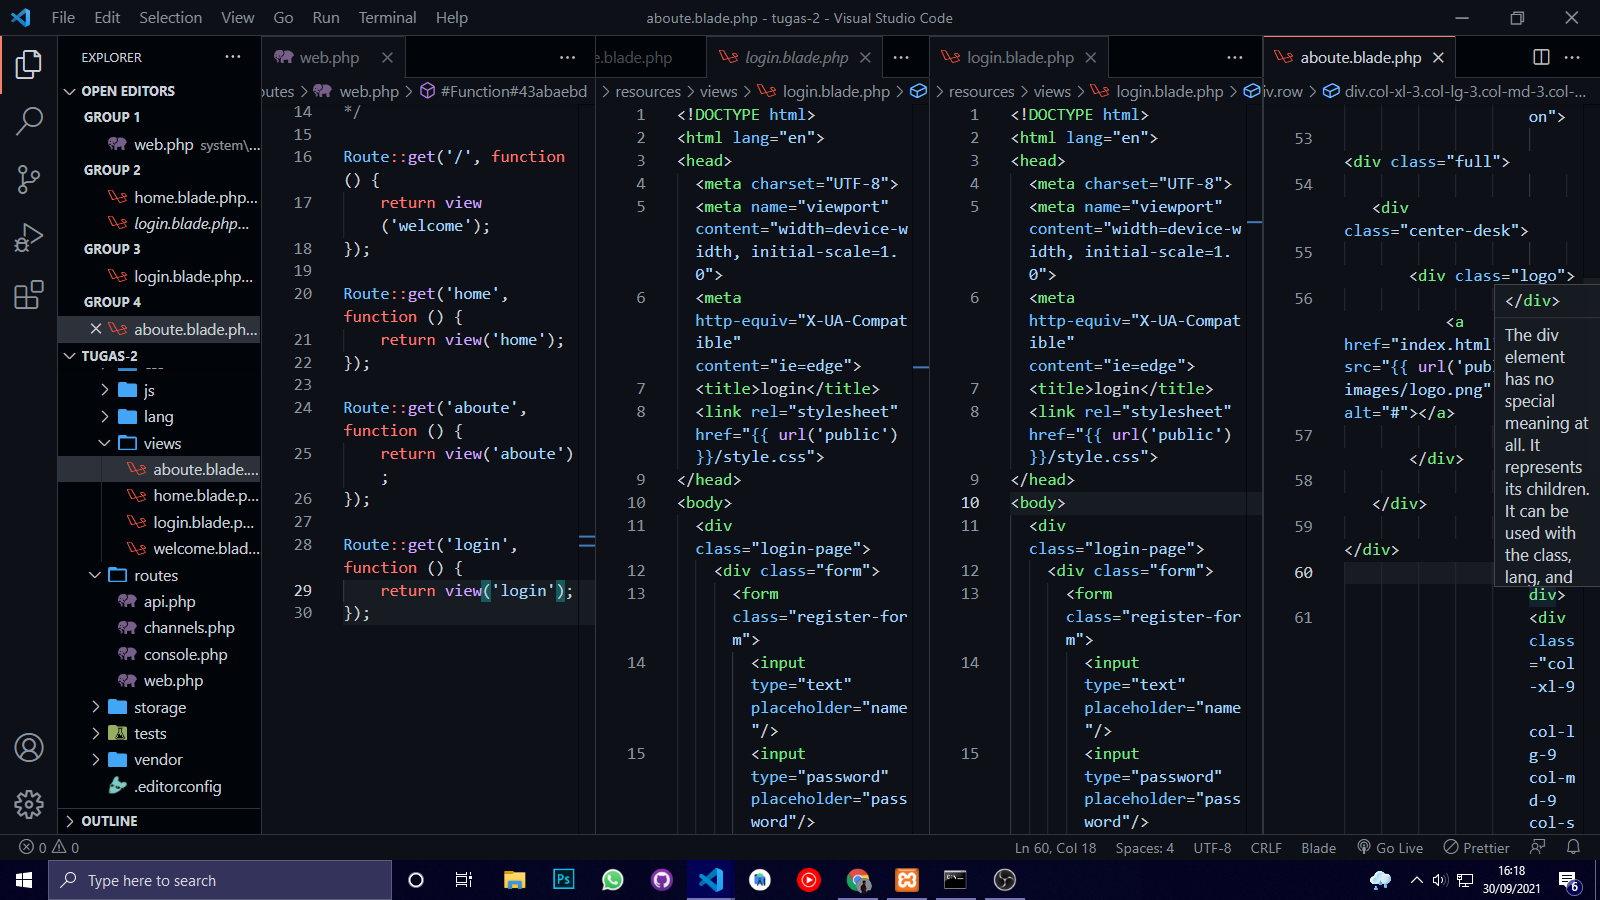 File Edit Selection View Go Run Terminal Help
aboute.blade.php - tugas-2 - Visual Studio Code
EXPLORER
OPEN EDITORS
GROUP 1
web.php system\...
GROUP 2
home.blade.php...
login.blade.php...
GROUP 3
login.blade.php...
GROUP 4
aboute.blade.ph...
TUGAS-2
js
lang
views
aboute.blade....
home.blade.p...
login.blade.p...
welcome.blad...
routes
api.php
channels.php
console.php
web.php
storage
tests
vendor
.editorconfig
OUTLINE
web.php
outes > web.php > #Function#43abaebd
14 */
15
16 Route::get('/', function
() {
17 return view
('welcome');
18 });
19
20 Route::get('home',
function () {
21 return view('home');
22 });
23
24 Route::get('aboute',
function () {
25 return view('aboute')
;
26 });
27
28 Route::get('login',
function () {
29 return view('login');
30 });
e.blade.php login.blade.php
> resources > views > login.blade.php >
1 <!DOCTYPE html>
2 <html lang="en">
3 <head>
4 <meta charset="UTF-8">
5 <meta name="viewport"
content="width=device-w
idth, initial-scale=1.
0">
6 <meta
http-equiv="X-UA-Compat
ible"
content="ie=edge">
7 <title>login</title>
8 <link rel="stylesheet"
href="{{ url('public')
}}/style.css">
9 </head>
10 <body>
11 <div
class="login-page">
12 <div class="form">
13 <form
class="register-for
m">
14 <input
type="text"
placeholder="name
"/>
15 <input
type="password"
placeholder="pass
word"/>
login.blade.php
> resources > views > login.blade.php >
1 <!DOCTYPE html>
2 <html lang="en">
3 <head>
4 <meta charset="UTF-8">
5 <meta name="viewport"
content="width=device-w
idth, initial-scale=1.
0">
6 <meta
http-equiv="X-UA-Compat
ible"
content="ie=edge">
7 <title>login</title>
8 <link rel="stylesheet"
href="{{ url('public')
}}/style.css">
9 </head>
10 <body>
11 <div
class="login-page">
12 <div class="form">
13 <form
class="register-for
m">
14 <input
type="text"
placeholder="name
"/>
15 <input
type="password"
placeholder="pass
word"/>
aboute.blade.php
iv.row > div.col-xl-3.col-lg-3.col-md-3.col-...
on">
53
<div class="full">
54
<div
class="center-desk">
55
<div class="logo">
56
<a
href="index.html
src="{{ url('pub
images/logo.png"
alt="#"></a>
57
</div>
58
</div>
59
</div>
60
div>
<div
61
class
="col
-xl-9
col-l
g-9
col-m
d-9
col-s
</div>
The div
element
has no
special
meaning at
all. It
represents
its children.
It can be
used with
the class,
lang, and
0 0
Ln 60, Col 18 Spaces: 4 UTF-8 CRLF Blade Go Live Prettier
Type here to search
Ps
16:18
30/09/2021
6